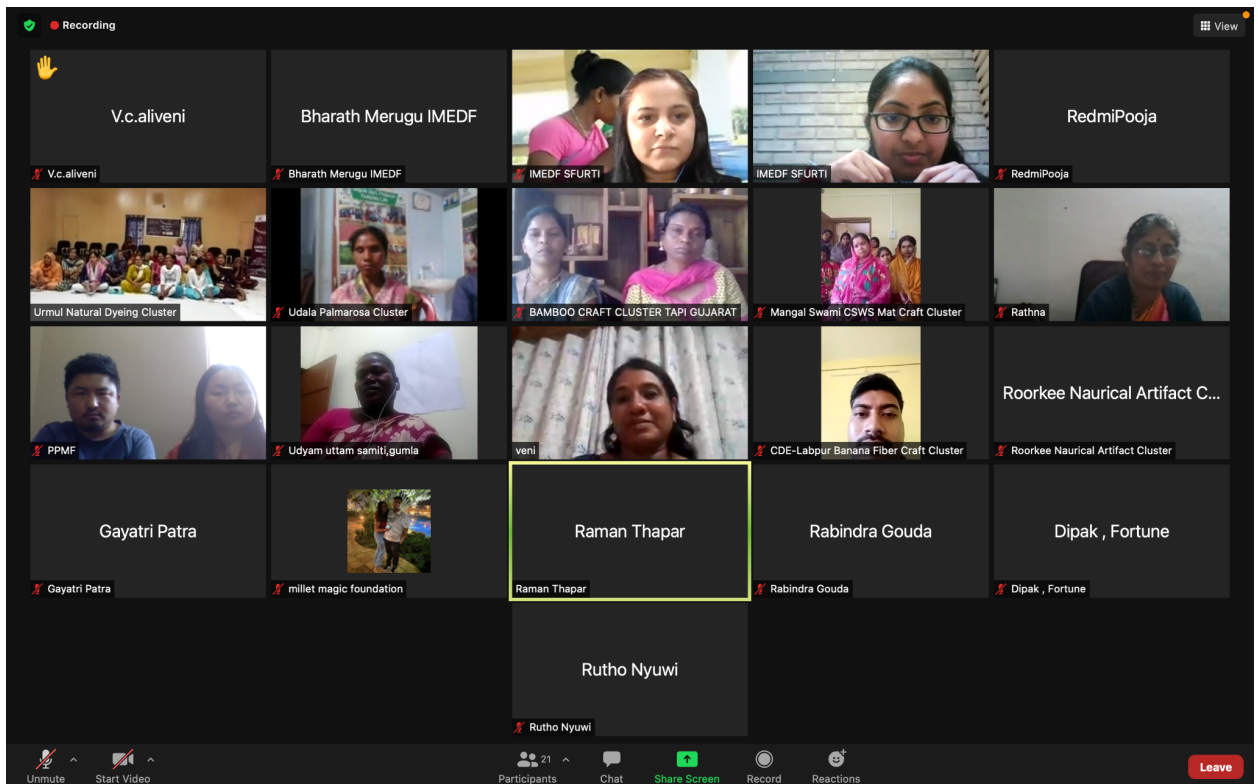 Recording
View
V.c.aliveni
V.c.aliveni
Bharath Merugu IMEDF
Bharath Merugu IMEDF
IMEDF SFURTI
IMEDF SFURTI
RedmiPooja
RedmiPooja
Urmul Natural Dyeing Cluster
Udala Palmarosa Cluster
BAMBOO CRAFT CLUSTER TAPI GUJARAT
Mangal Swami CSWS Mat Craft Cluster
Rathna
PPMF
Udyam uttam samiti,gumla
veni
CDE-Labpur Banana Fiber Craft Cluster
Roorkee Naurical Artifact C...
Roorkee Naurical Artifact Cluster
Gayatri Patra
Gayatri Patra
millet magic foundation
Raman Thapar
Raman Thapar
Rabindra Gouda
Rabindra Gouda
Dipak , Fortune
Dipak , Fortune
Rutho Nyuwi
Rutho Nyuwi
21
Unmute
Start Video
Participants
Chat
Share Screen
Record
Reactions
Leave